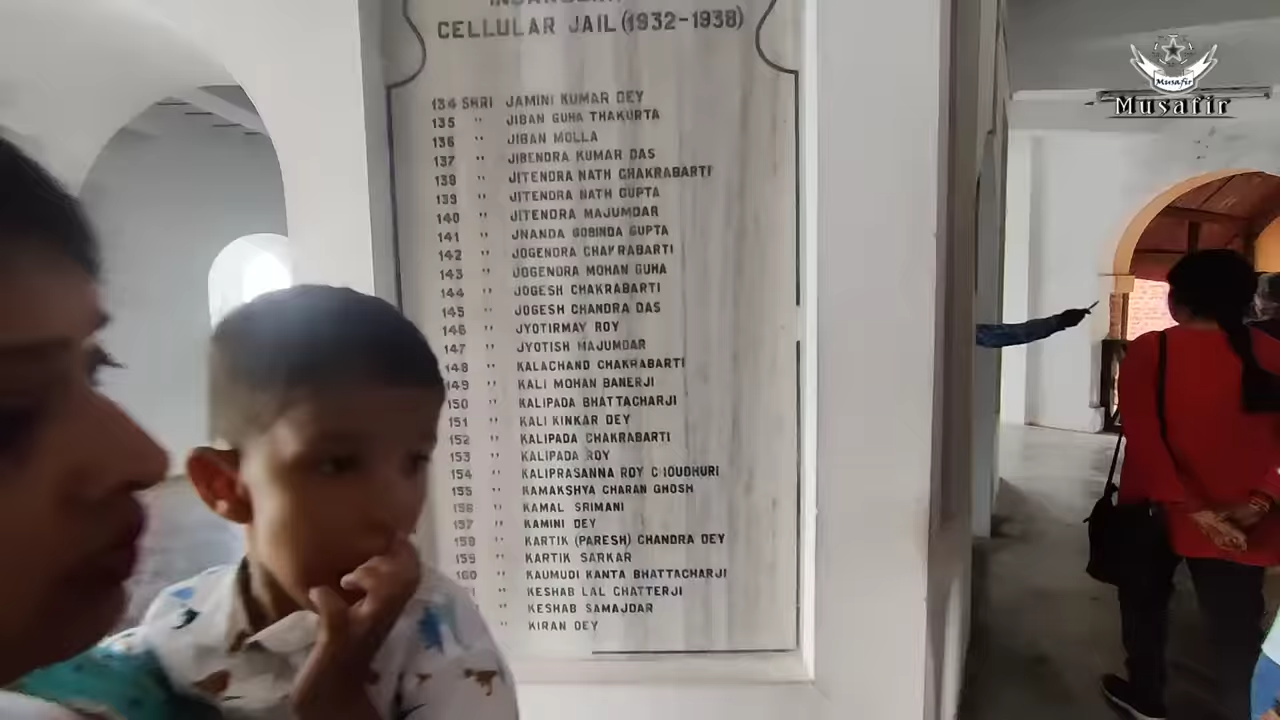 CELLULAR JAIL (1932-1938)
134 SHRI JAMINI KUMAR DEY
135 " JIBAN GUHA THAKURTA
136 " JIBAN MOLLA
137 " JIBENDRA KUMAR DAS
138 " JITENDRA NATH CHAKRABARTI
139 " JITENDRA NATH GUPTA
140 " JITENDRA MAJUMDAR
141 " JNANDA GOBINDA GUPTA
142 " JOGENDRA CHAKRABARTI
143 " JOGENDRA MOHAN GUHA
144 " JOGESH CHAKRABARTI
145 " JOGESH CHANDRA DAS
146 " JYOTIRMAY ROY
147 " JYOTISH MAJUMDAR
148 " KALACHAND CHAKRABARTI
149 " KALI MOHAN BANERJI
150 " KALIPADA BHATTACHARJI
151 " KALI KINKAR DEY
152 " KALIPADA CHAKRABARTI
153 " KALIPADA ROY
154 " KALIPRASANNA ROY CHOUDHURI
155 " KAMAKSHYA CHARAN GHOSH
156 " KAMAL SRIMANI
157 " KAMINI DEY
158 " KARTIK (PARESH) CHANDRA DEY
159 " KARTIK SARKAR
160 " KAUMUDI KANTA BHATTACHARJI
" KESHAB LAL CHATTERJI
" KESHAB SAMAJDAR
" KIRAN DEY
Musafir
Musafir